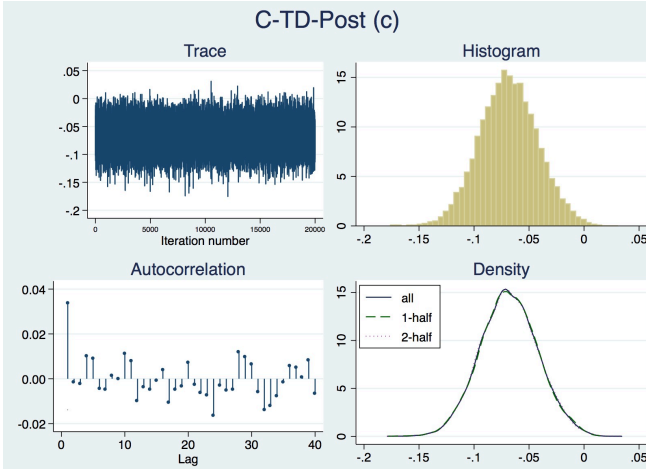 C-TD-Post (c)
Trace
.05
0
-.05
-.1
-.15
-.2
0 5000 10000 15000 20000
Iteration number
Histogram
15
10
5
0
-.2 -.15 -.1 -.05 0 .05
Autocorrelation
0.04
0.02
0.00
-0.02
0 10 20 30 40
Lag
Density
15
10
5
0
all
1-half
2-half
-.2 -.15 -.1 -.05 0 .05